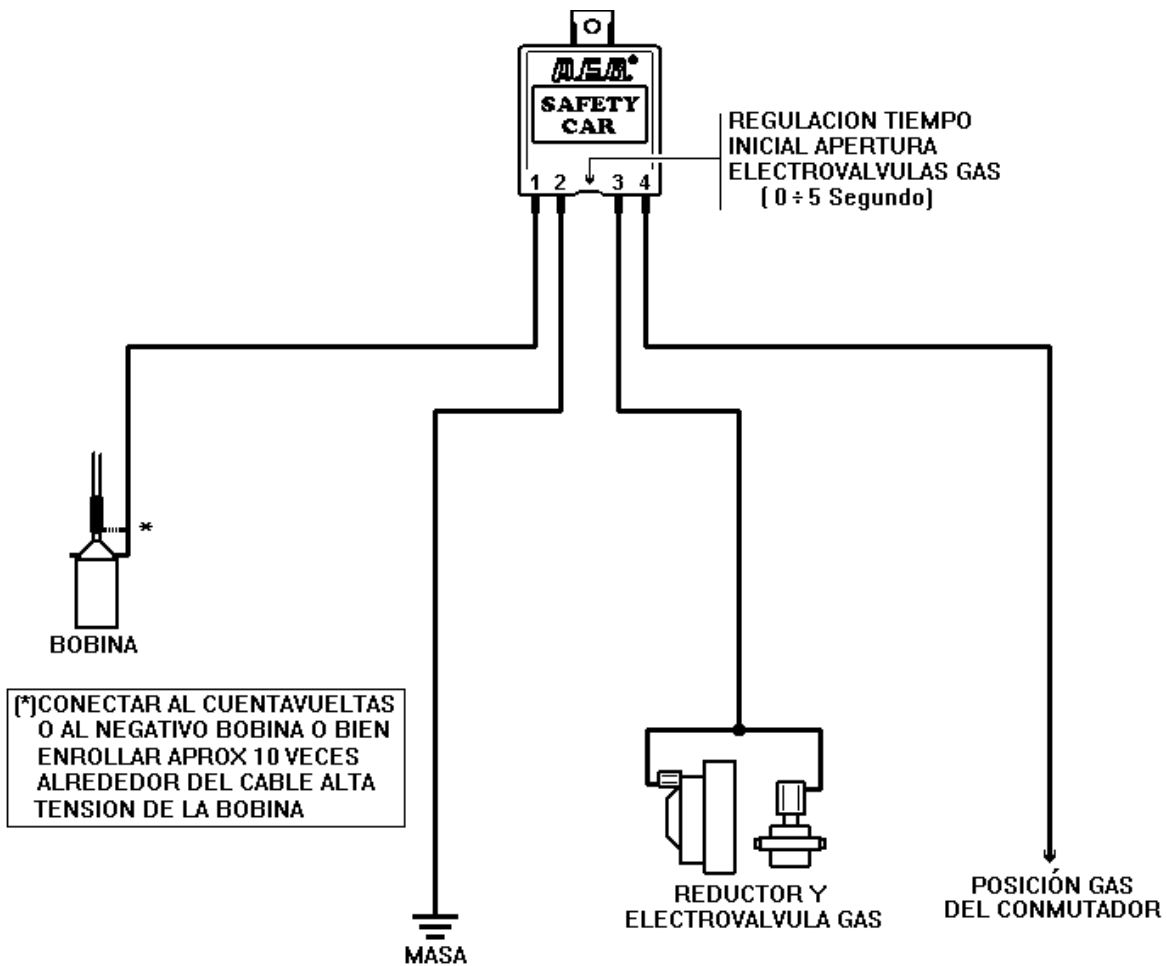 A.E.B.®
SAFETY
CAR
1 2 3 4
REGULACION TIEMPO
INICIAL APERTURA
ELECTROVALVULAS GAS
( 0 ÷ 5 Segundo)
*
BOBINA
(*)CONECTAR AL CUENTAVUELTAS
O AL NEGATIVO BOBINA O BIEN
ENROLLAR APROX 10 VECES
ALREDEDOR DEL CABLE ALTA
TENSION DE LA BOBINA
MASA
REDUCTOR Y
ELECTROVALVULA GAS
POSICIÓN GAS
DEL CONMUTADOR